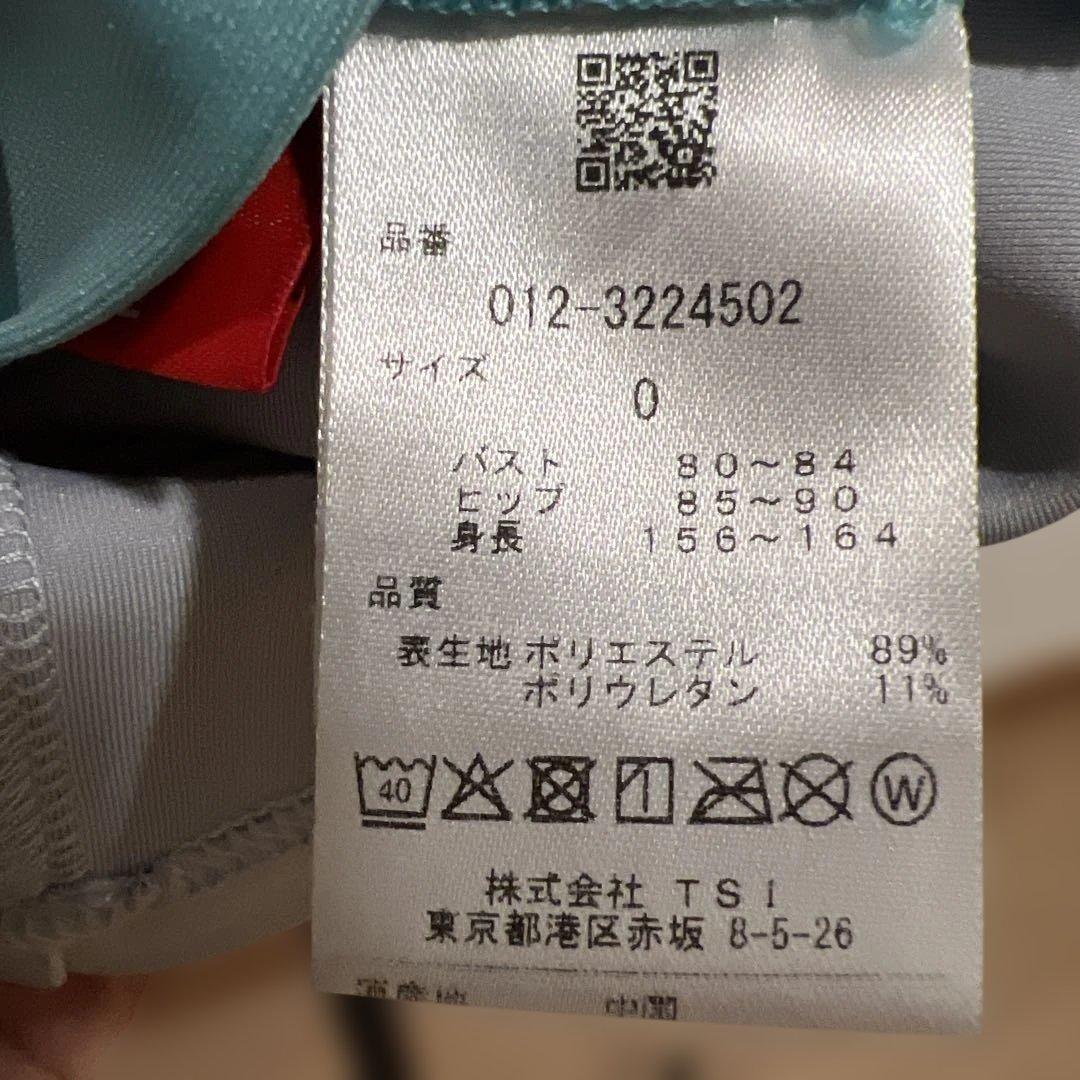 品番
012-3224502
サイズ
0
バスト 80～84
ヒップ 85～90
身長 156～164
品質
表生地 ポリエステル 89%
ポリウレタン 11%
40
W
株式会社 TSI
東京都港区赤坂 8-5-26
中国